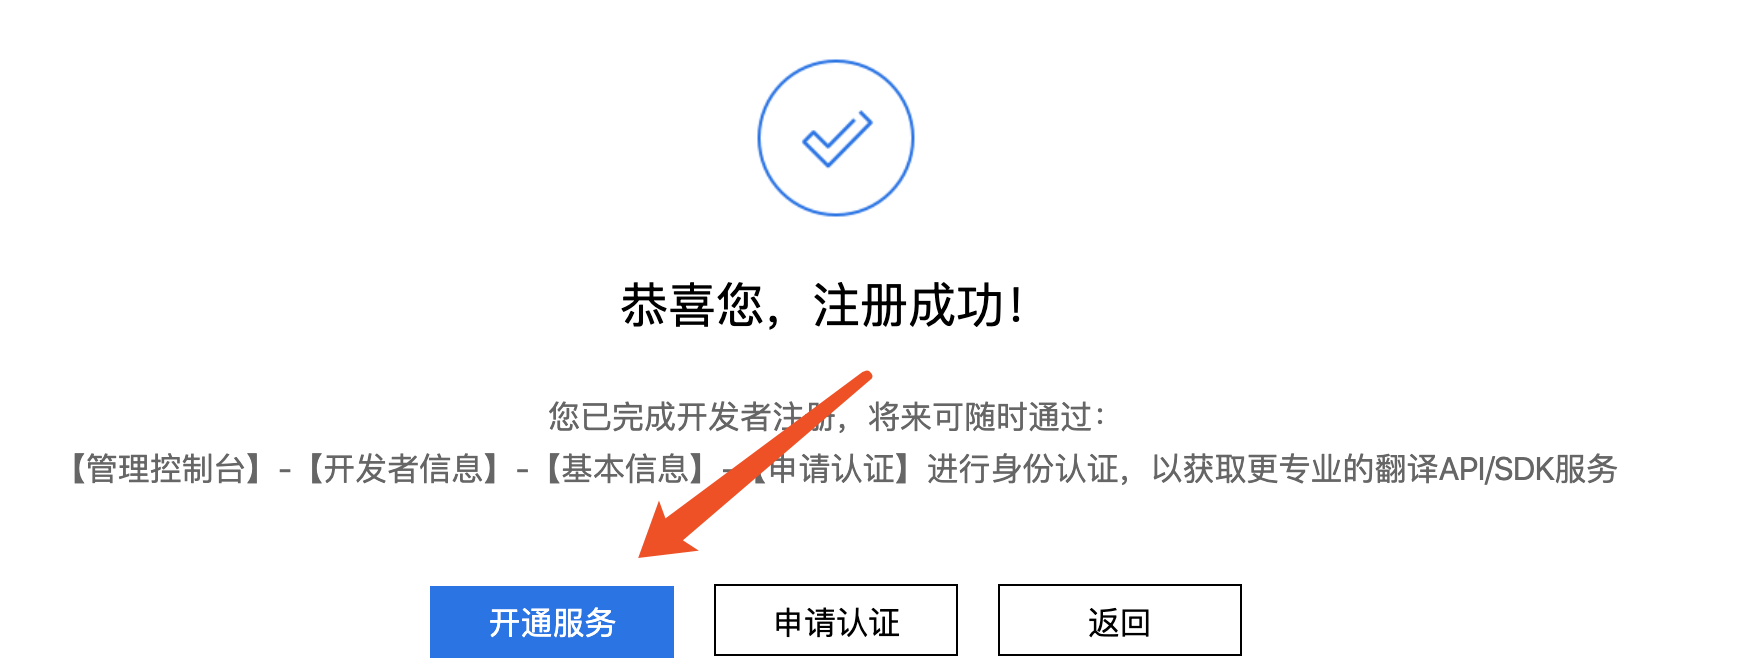 恭喜您，注册成功！
您已完成开发者注册，将来可随时通过：
【管理控制台】-【开发者信息】-【基本信息】-【申请认证】进行身份认证，以获取更专业的翻译API/SDK服务
开通服务
申请认证
返回